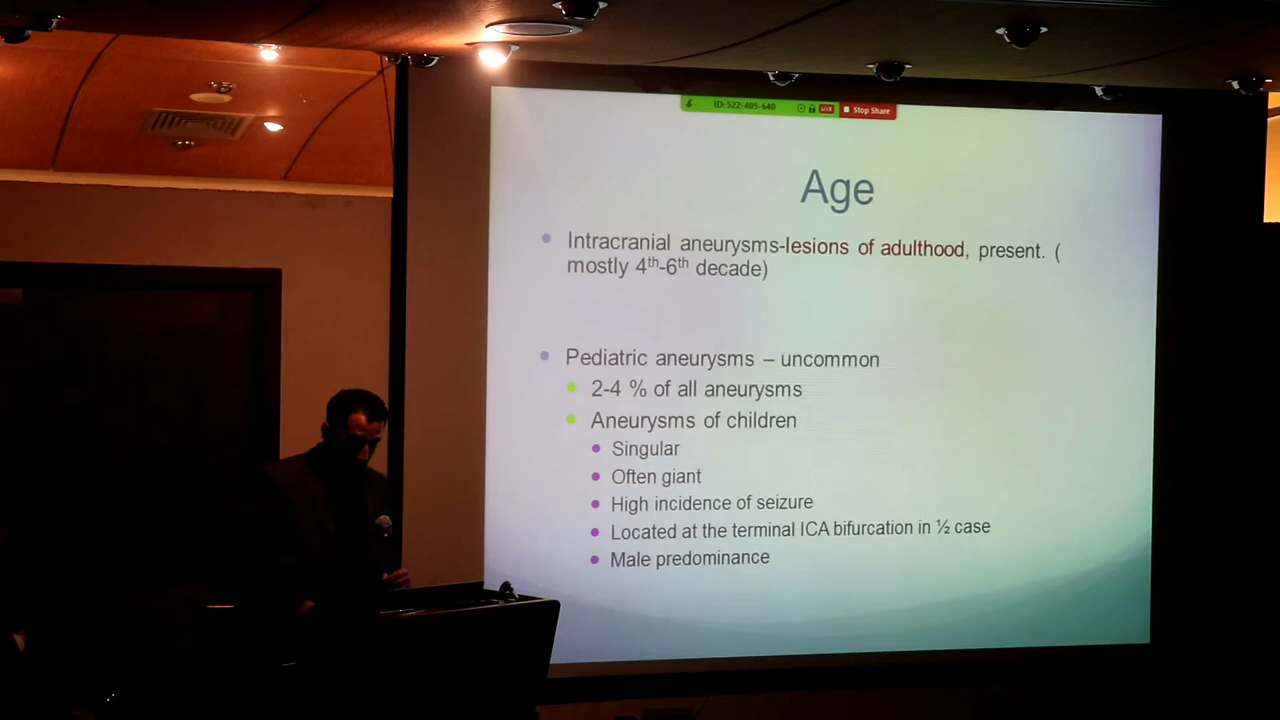 ID: 522-405-640 LIVE Stop Share
Age
Intracranial aneurysms-lesions of adulthood, present. (
mostly 4th-6th decade)
Pediatric aneurysms – uncommon
2-4 % of all aneurysms
Aneurysms of children
Singular
Often giant
High incidence of seizure
Located at the terminal ICA bifurcation in ½ case
Male predominance